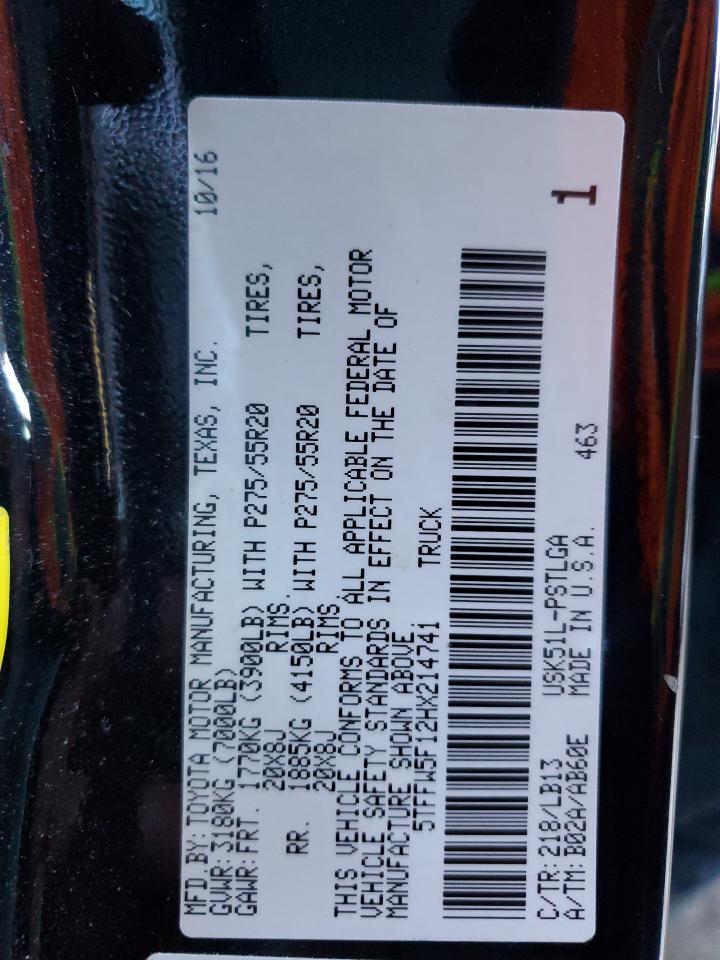 MFD.BY: TOYOTA MOTOR MANUFACTURING, TEXAS, INC. 10/16
GVWR: 3180KG (7000LB)
GAWR: FRT. 1770KG (3900LB) WITH P275/55R20 TIRES,
20X8J RIMS.
RR. 1885KG (4150LB) WITH P275/55R20 TIRES,
20X8J RIMS.
THIS VEHICLE CONFORMS TO ALL APPLICABLE FEDERAL MOTOR
VEHICLE SAFETY STANDARDS IN EFFECT ON THE DATE OF
MANUFACTURE SHOWN ABOVE.
5TFFW5F12HX214741 TRUCK
C/TR: 218/LB13 USK51L-PSTLGA
A/TM: B02A/AB60E MADE IN U.S.A. 463
1